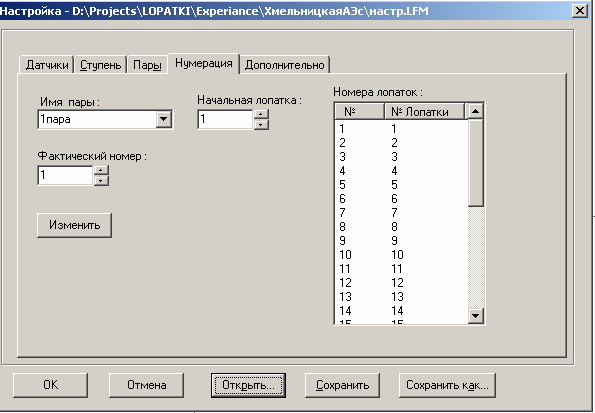 Настройка - D:\Projects\LOPATKI\Experiance\ХмельницкаяАЭс\настр.LFM
Датчики Ступень Пары Нумерация Дополнительно
Имя пары :
1пара
Начальная лопатка :
1
Фактический номер :
1
Изменить
Номера лопаток :
№ № Лопатки
1 1
2 2
3 3
4 4
5 5
6 6
7 7
8 8
9 9
10 10
11 11
12 12
13 13
14 14
15 15
OK Отмена Открыть... Сохранить Сохранить как...